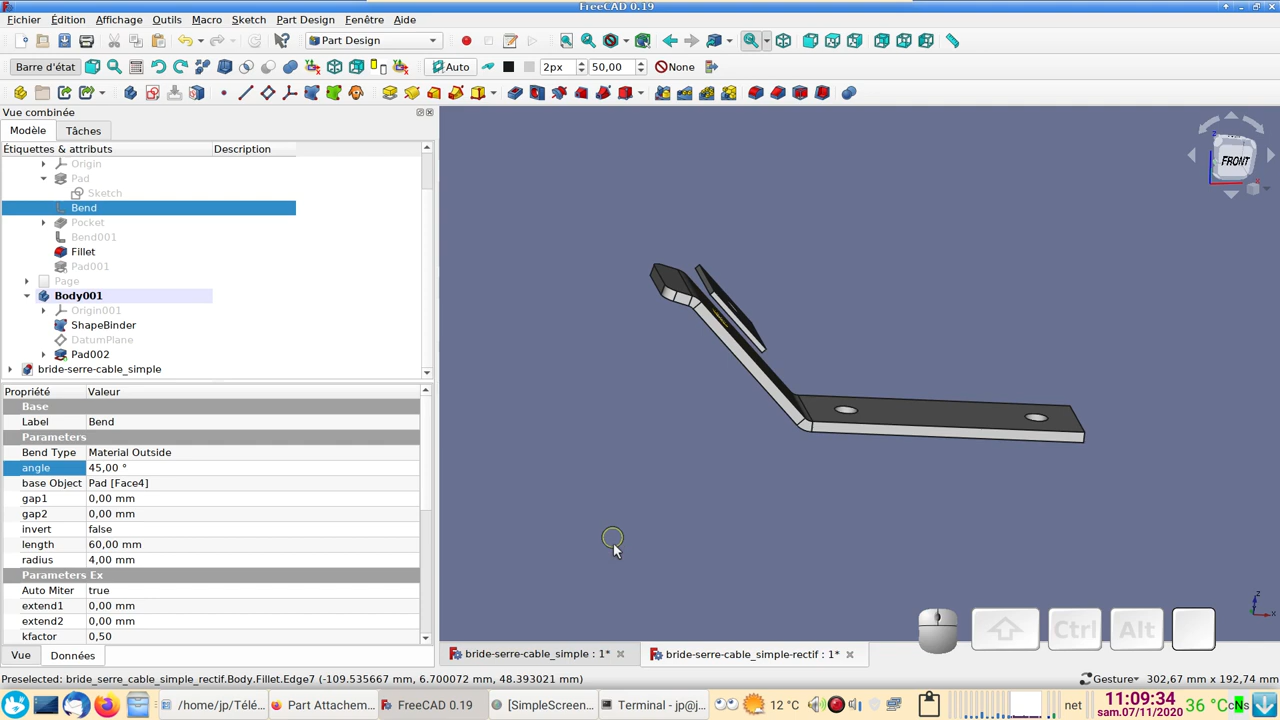 FreeCAD 0.19
Fichier Édition Affichage Outils Macro Sketch Part Design Fenêtre Aide
Part Design
Barre d'état Auto 2px 50,00 None
Vue combinée
Modèle Tâches
Étiquettes & attributs Description
Origin
Pad
Sketch
Bend
Pocket
Bend001
Fillet
Pad001
Page
Body001
Origin001
ShapeBinder
DatumPlane
Pad002
bride-serre-cable_simple
Propriété Valeur
Base
Label Bend
Parameters
Bend Type Material Outside
angle 45,00 °
base Object Pad [Face4]
gap1 0,00 mm
gap2 0,00 mm
invert false
length 60,00 mm
radius 4,00 mm
Parameters Ex
Auto Miter true
extend1 0,00 mm
extend2 0,00 mm
kfactor 0,50
Vue Données
FRONT
Z
Ctrl Alt
bride-serre-cable_simple : 1* bride-serre-cable_simple-rectif : 1*
Preselected: bride_serre_cable_simple_rectif.Body.Fillet.Edge7 (-109.535667 mm, 6.700072 mm, 48.393021 mm) Gesture 302,67 mm x 192,74 mm
/home/jp/Télé... Part Attachem... FreeCAD 0.19 [SimpleScreen... Terminal - jp@j... 12 °C net 11:09:34 36 °C
sam.07/11/2020